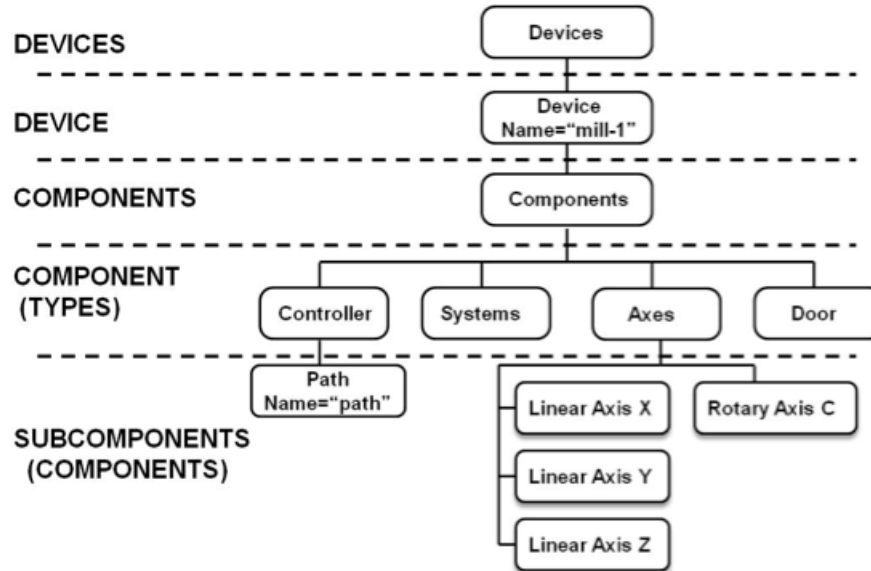 DEVICES
Devices
DEVICE
Device
Name=“mill-1”
COMPONENTS
Components
COMPONENT
(TYPES)
Controller
Systems
Axes
Door
SUBCOMPONENTS
(COMPONENTS)
Path
Name=“path”
Linear Axis X
Rotary Axis C
Linear Axis Y
Linear Axis Z